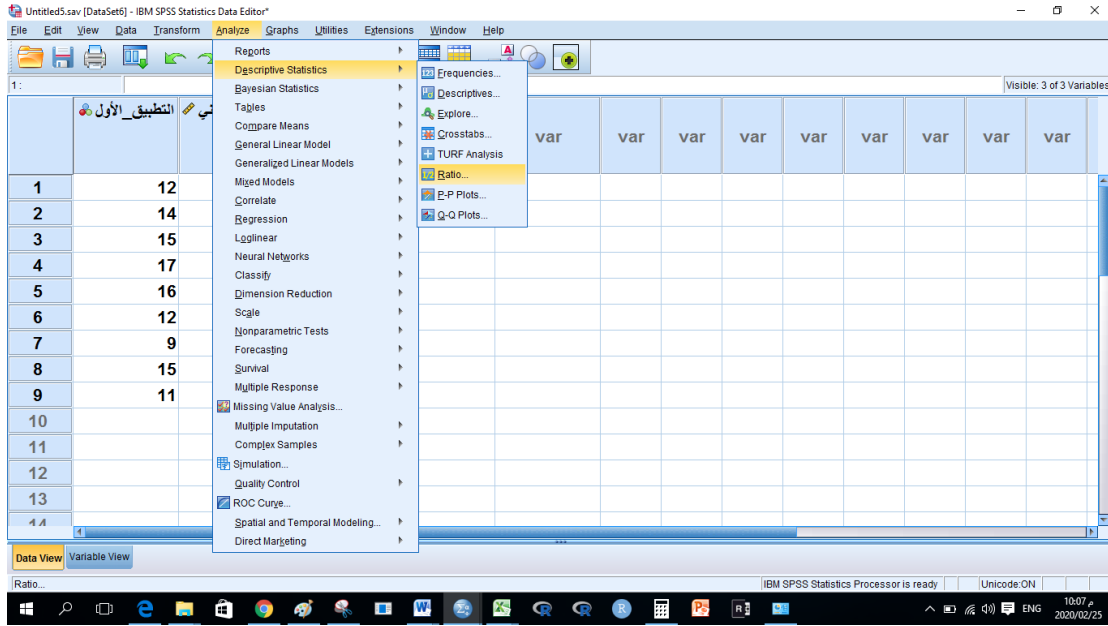 Untitled5.sav [DataSet6] - IBM SPSS Statistics Data Editor*
File Edit View Data Transform Analyze Graphs Utilities Extensions Window Help
1 :
Visible: 3 of 3 Variables
التطبيق_الأول
var var var var var var var var var
1 12
2 14
3 15
4 17
5 16
6 12
7 9
8 15
9 11
10
11
12
13
14
Reports
Descriptive Statistics
Bayesian Statistics
Tables
Compare Means
General Linear Model
Generalized Linear Models
Mixed Models
Correlate
Regression
Loglinear
Neural Networks
Classify
Dimension Reduction
Scale
Nonparametric Tests
Forecasting
Survival
Multiple Response
Missing Value Analysis...
Multiple Imputation
Complex Samples
Simulation...
Quality Control
ROC Curve...
Spatial and Temporal Modeling...
Direct Marketing
123 Frequencies...
Descriptives...
Explore...
Crosstabs...
TURF Analysis
1/2 Ratio...
P-P Plots...
Q-Q Plots...
Data View Variable View
Ratio...
IBM SPSS Statistics Processor is ready
Unicode:ON
ENG
10:07 م
2020/02/25